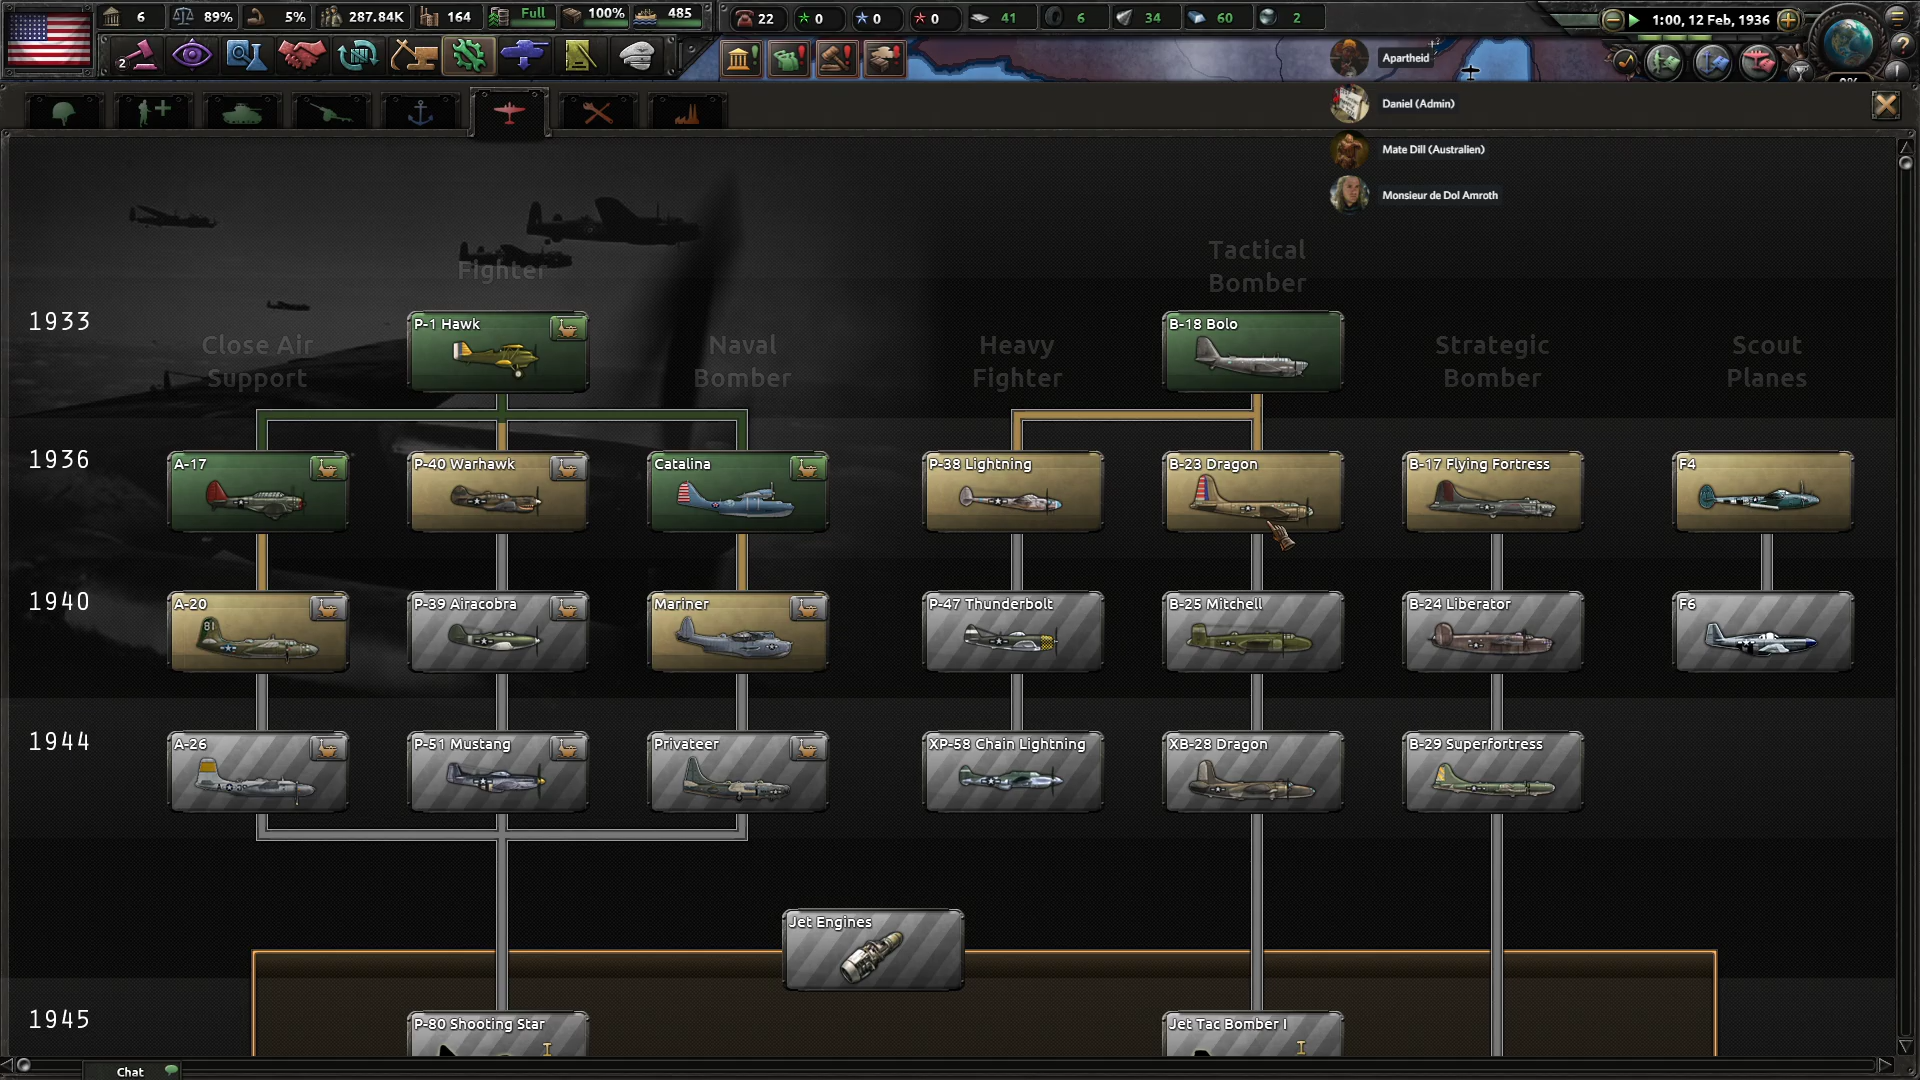 6
89%
5%
287.84K
164
Full
100%
485
22
0
0
0
41
6
34
60
2
1:00, 12 Feb, 1936
2
Apartheid
Daniel (Admin)
Mate Dill (Australien)
Monsieur de Dol Amroth
Fighter
Tactical
Bomber
1933
P-1 Hawk
B-18 Bolo
Close Air
Support
Naval
Bomber
Heavy
Fighter
Strategic
Bomber
Scout
Planes
1936
A-17
P-40 Warhawk
Catalina
P-38 Lightning
B-23 Dragon
B-17 Flying Fortress
F4
1940
A-20
P-39 Airacobra
Mariner
P-47 Thunderbolt
B-25 Mitchell
B-24 Liberator
F6
1944
A-26
P-51 Mustang
Privateer
XP-58 Chain Lightning
XB-28 Dragon
B-29 Superfortress
Jet Engines
1945
P-80 Shooting Star
I
Jet Tac Bomber I
I
Chat